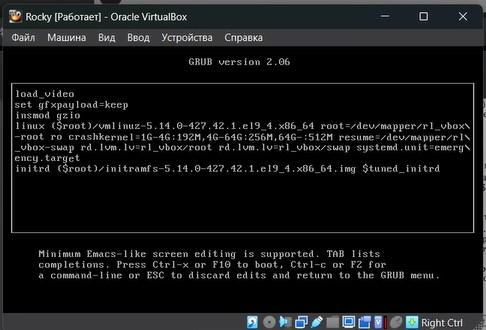 Rocky [Работает] - Oracle VirtualBox
Файл Машина Вид Ввод Устройства Справка
GRUB version 2.06
load_video
set gfxpayload=keep
insmod gzio
linux ($root)/vmlinuz-5.14.0-427.42.1.el9_4.x86_64 root=/dev/mapper/rl_vbox\
-root ro crashkernel=1G-4G:192M,4G-64G:256M,64G-:512M resume=/dev/mapper/rl\
_vbox-swap rd.lvm.lv=rl_vbox/root rd.lvm.lv=rl_vbox/swap systemd.unit=emerg\
ency.target
initrd ($root)/initramfs-5.14.0-427.42.1.el9_4.x86_64.img $tuned_initrd
Minimum Emacs-like screen editing is supported. TAB lists
completions. Press Ctrl-x or F10 to boot, Ctrl-c or F2 for
a command-line or ESC to discard edits and return to the GRUB menu.
Right Ctrl